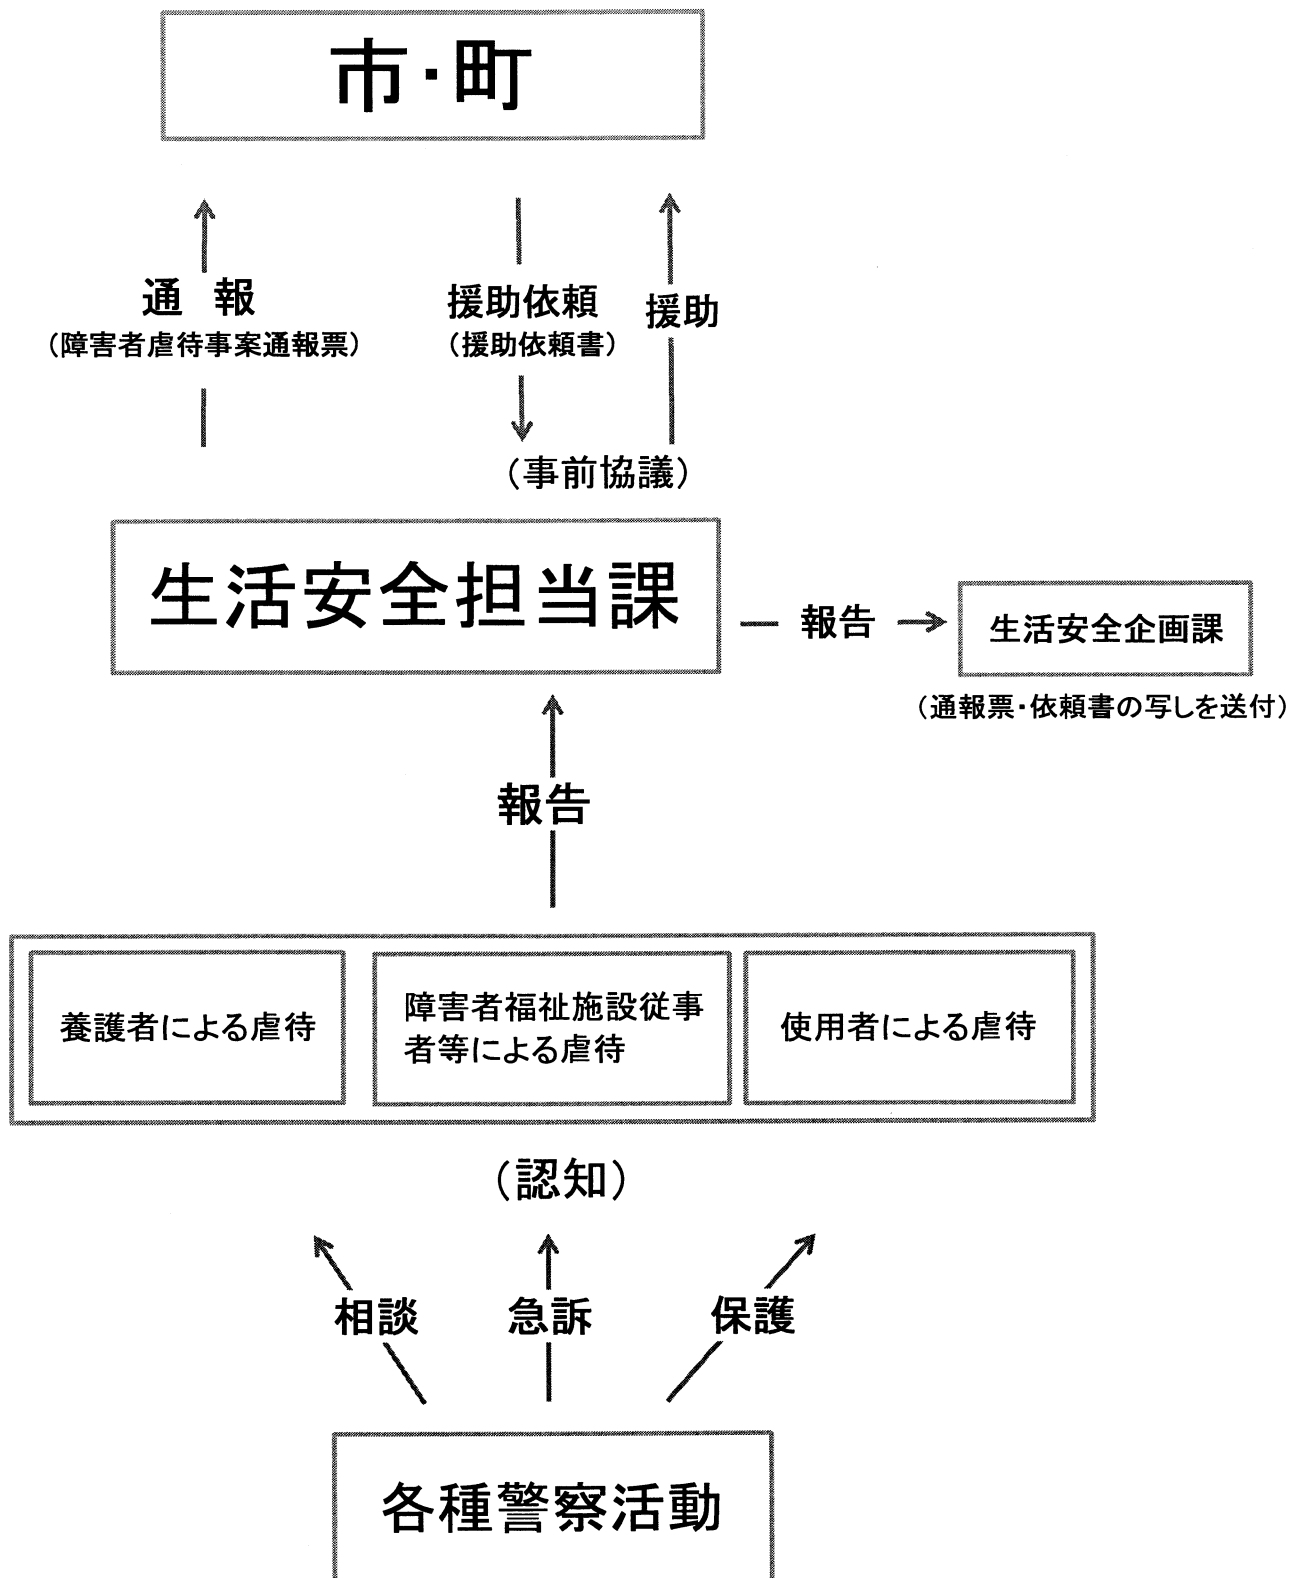 市・町
通 報
(障害者虐待事案通報票)
援助依頼
(援助依頼書)
援助
(事前協議)
生活安全担当課
報告
生活安全企画課
(通報票・依頼書の写しを送付)
報告
養護者による虐待
障害者福祉施設従事
者等による虐待
使用者による虐待
(認知)
相談
急訴
保護
各種警察活動